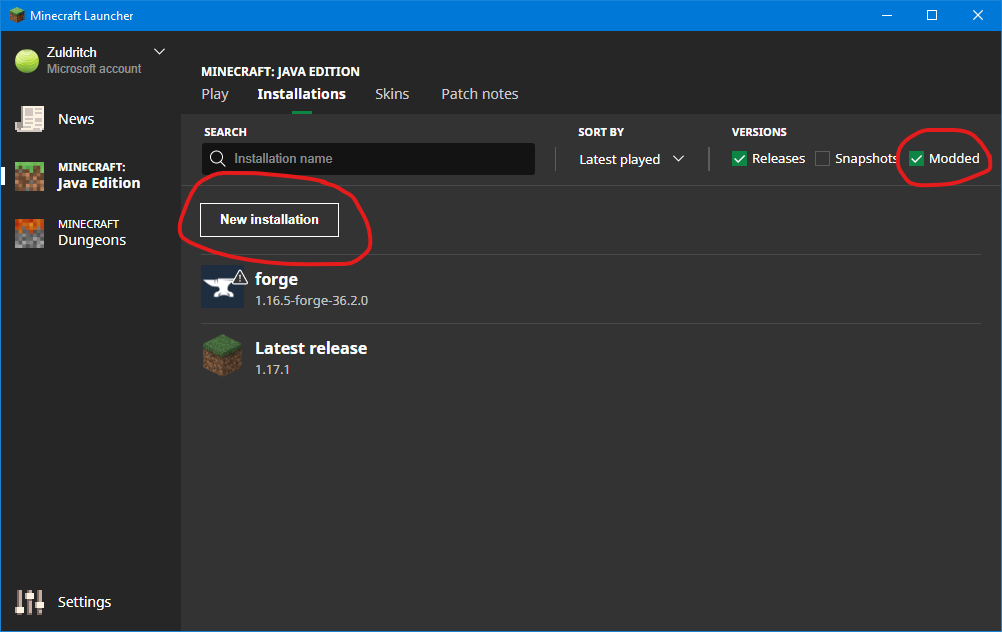 Minecraft Launcher
Zuldritch
Microsoft account
News
MINECRAFT:
Java Edition
MINECRAFT
Dungeons
Settings
MINECRAFT: JAVA EDITION
Play Installations Skins Patch notes
SEARCH SORT BY VERSIONS
Installation name Latest played Releases Snapshots Modded
New installation
forge
1.16.5-forge-36.2.0
Latest release
1.17.1